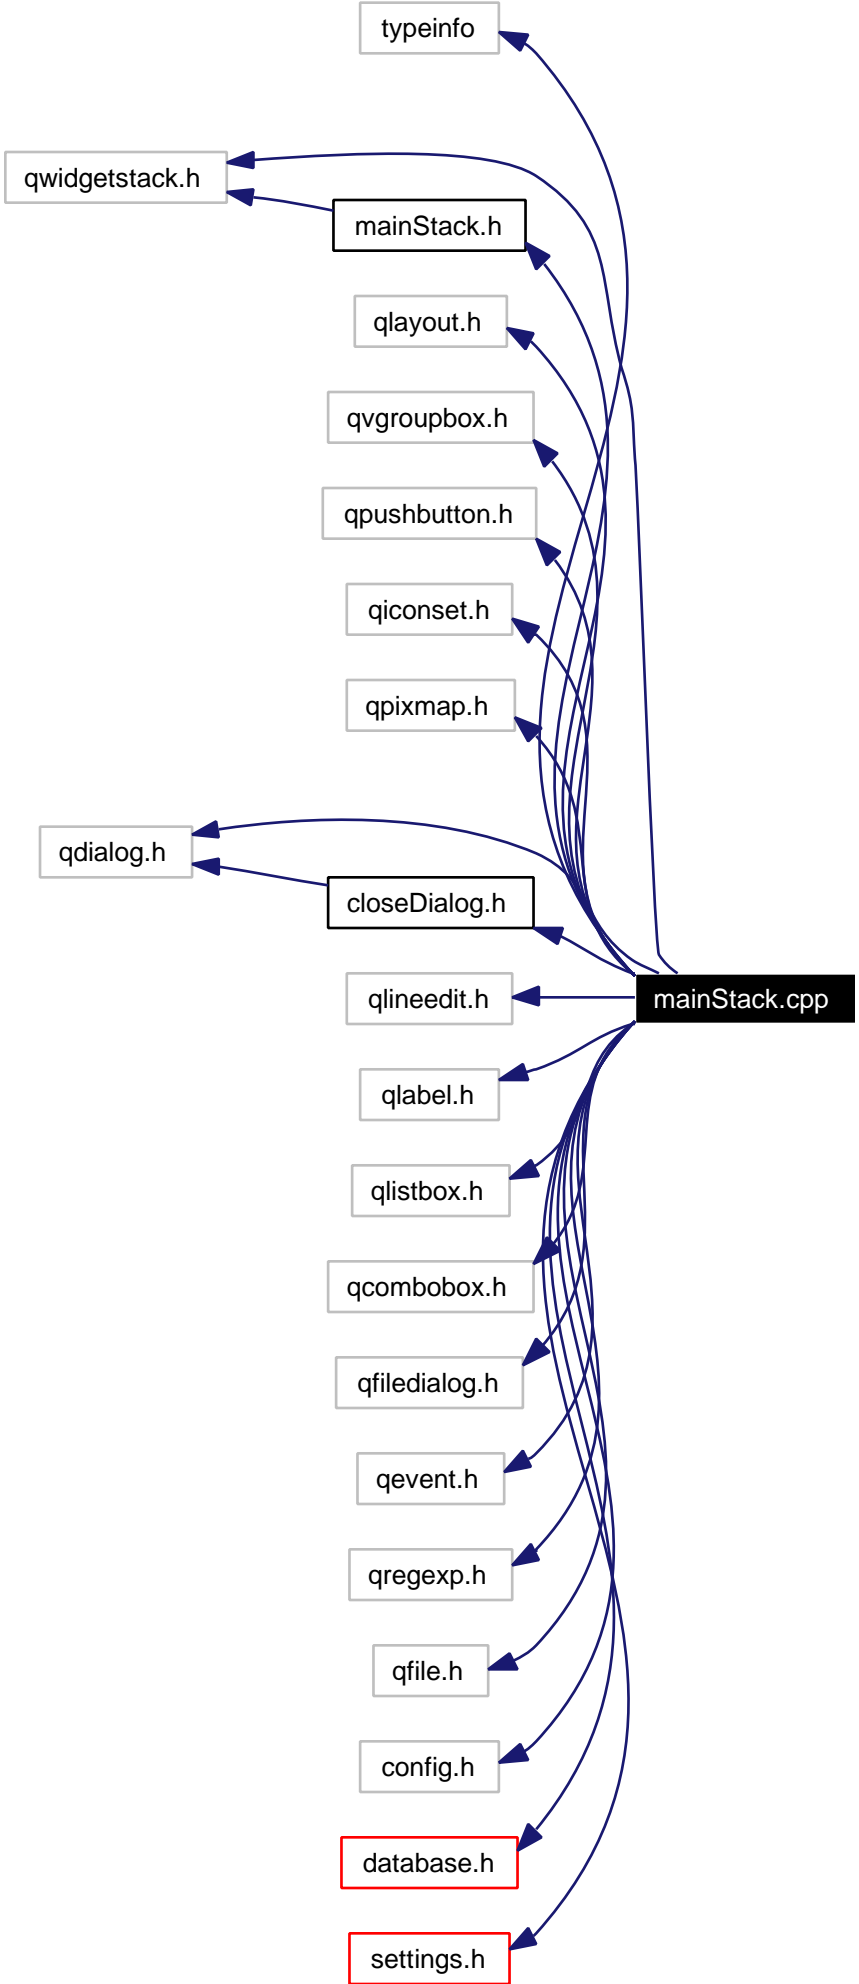 typeinfo
qwidgetstack.h
mainStack.h
qlayout.h
qvgroupbox.h
qpushbutton.h
qiconset.h
qpixmap.h
qdialog.h
closeDialog.h
qlineedit.h
mainStack.cpp
qlabel.h
qlistbox.h
qcombobox.h
qfiledialog.h
qevent.h
qregexp.h
qfile.h
config.h
database.h
settings.h